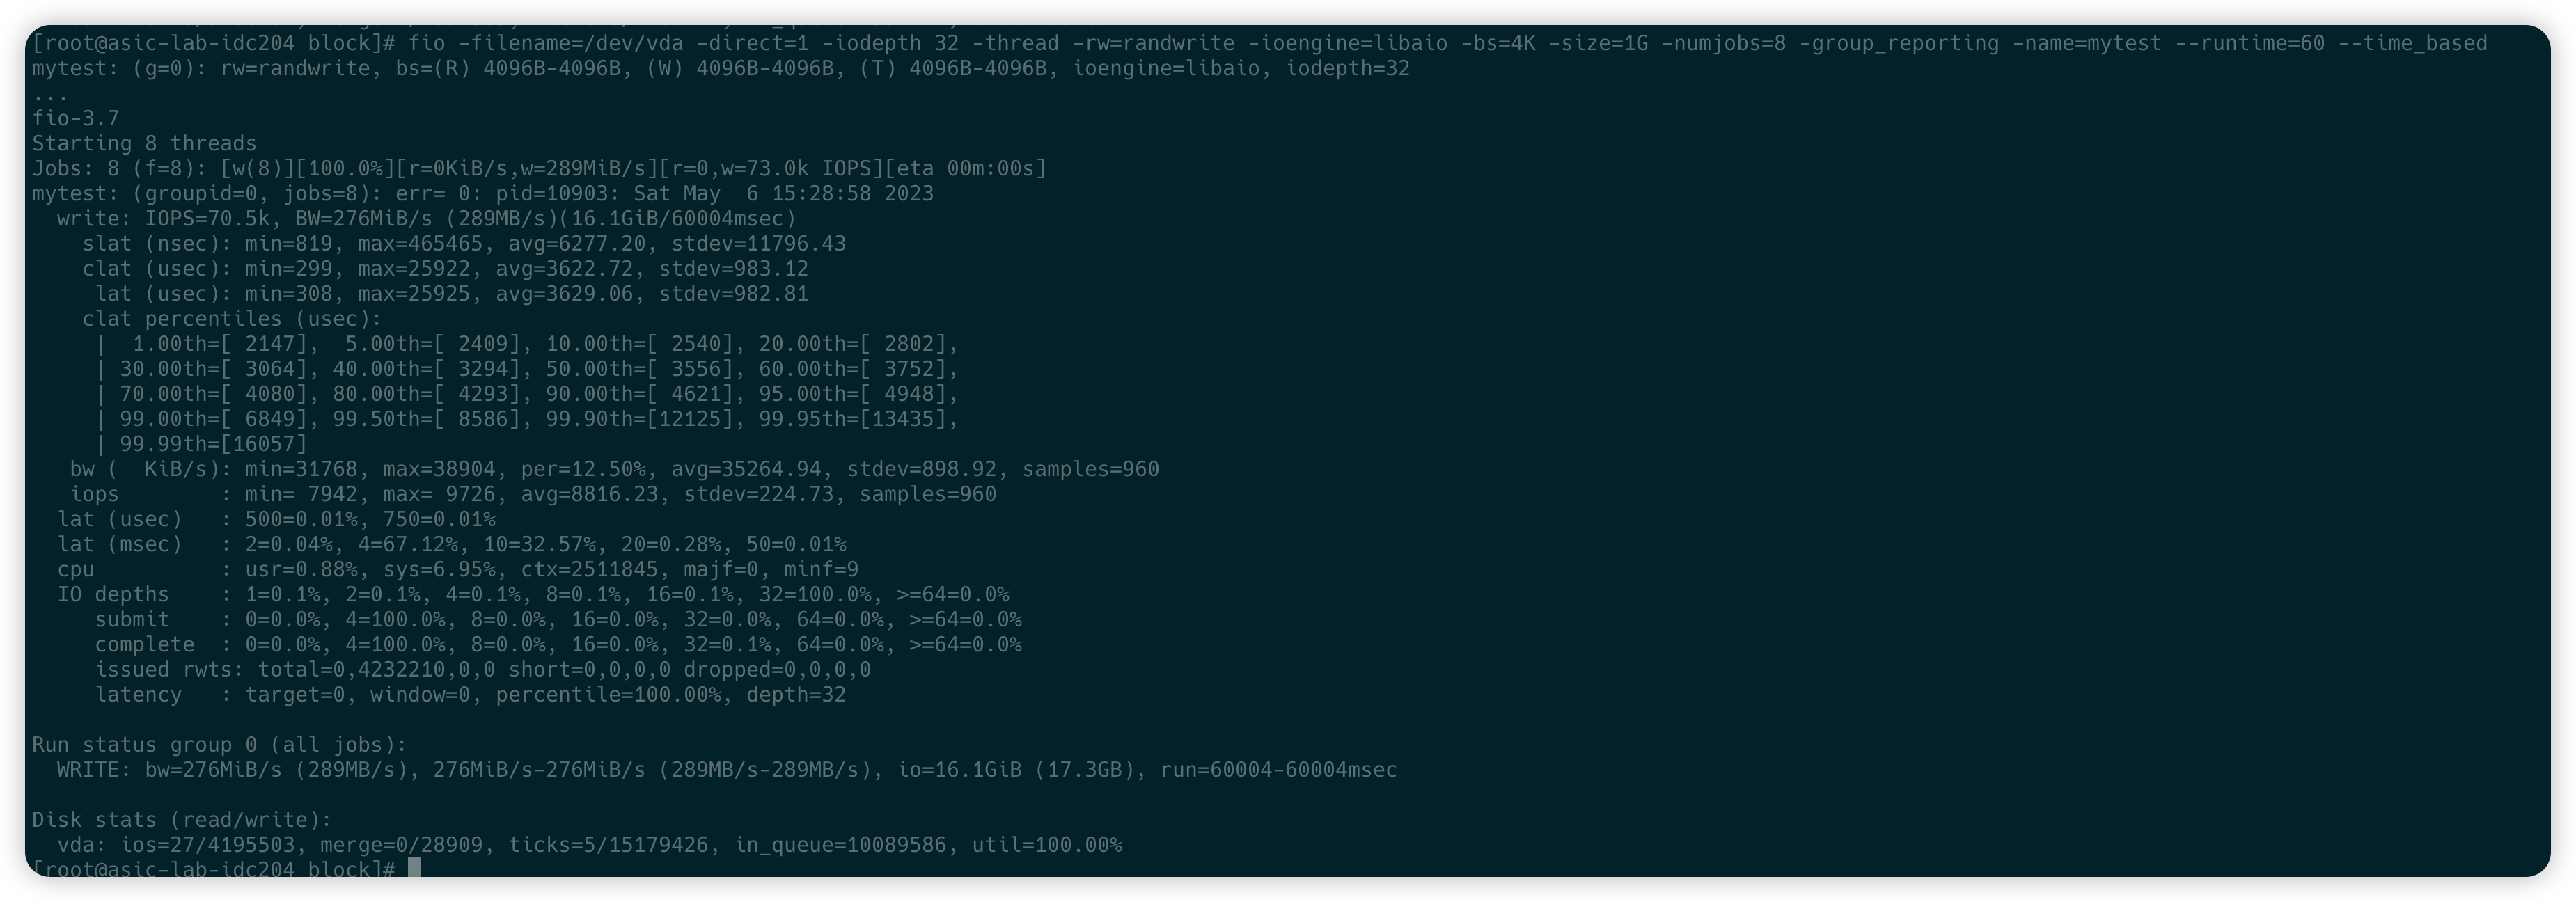 [root@asic-lab-idc204 block]# fio -filename=/dev/vda -direct=1 -iodepth 32 -thread -rw=randwrite -ioengine=libaio -bs=4K -size=1G -numjobs=8 -group_reporting -name=mytest --runtime=60 --time_based
mytest: (g=0): rw=randwrite, bs=(R) 4096B-4096B, (W) 4096B-4096B, (T) 4096B-4096B, ioengine=libaio, iodepth=32
...
fio-3.7
Starting 8 threads
Jobs: 8 (f=8): [w(8)][100.0%][r=0KiB/s,w=289MiB/s][r=0,w=73.0k IOPS][eta 00m:00s]
mytest: (groupid=0, jobs=8): err= 0: pid=10903: Sat May  6 15:28:58 2023
  write: IOPS=70.5k, BW=276MiB/s (289MB/s)(16.1GiB/60004msec)
    slat (nsec): min=819, max=465465, avg=6277.20, stdev=11796.43
    clat (usec): min=299, max=25922, avg=3622.72, stdev=983.12
     lat (usec): min=308, max=25925, avg=3629.06, stdev=982.81
    clat percentiles (usec):
     |  1.00th=[ 2147],  5.00th=[ 2409], 10.00th=[ 2540], 20.00th=[ 2802],
     | 30.00th=[ 3064], 40.00th=[ 3294], 50.00th=[ 3556], 60.00th=[ 3752],
     | 70.00th=[ 4080], 80.00th=[ 4293], 90.00th=[ 4621], 95.00th=[ 4948],
     | 99.00th=[ 6849], 99.50th=[ 8586], 99.90th=[12125], 99.95th=[13435],
     | 99.99th=[16057]
   bw (  KiB/s): min=31768, max=38904, per=12.50%, avg=35264.94, stdev=898.92, samples=960
   iops        : min= 7942, max= 9726, avg=8816.23, stdev=224.73, samples=960
  lat (usec)   : 500=0.01%, 750=0.01%
  lat (msec)   : 2=0.04%, 4=67.12%, 10=32.57%, 20=0.28%, 50=0.01%
  cpu          : usr=0.88%, sys=6.95%, ctx=2511845, majf=0, minf=9
  IO depths    : 1=0.1%, 2=0.1%, 4=0.1%, 8=0.1%, 16=0.1%, 32=100.0%, >=64=0.0%
     submit    : 0=0.0%, 4=100.0%, 8=0.0%, 16=0.0%, 32=0.0%, 64=0.0%, >=64=0.0%
     complete  : 0=0.0%, 4=100.0%, 8=0.0%, 16=0.0%, 32=0.1%, 64=0.0%, >=64=0.0%
     issued rwts: total=0,4232210,0,0 short=0,0,0,0 dropped=0,0,0,0
     latency   : target=0, window=0, percentile=100.00%, depth=32
Run status group 0 (all jobs):
  WRITE: bw=276MiB/s (289MB/s), 276MiB/s-276MiB/s (289MB/s-289MB/s), io=16.1GiB (17.3GB), run=60004-60004msec
Disk stats (read/write):
  vda: ios=27/4195503, merge=0/28909, ticks=5/15179426, in_queue=10089586, util=100.00%
[root@asic-lab-idc204 block]#